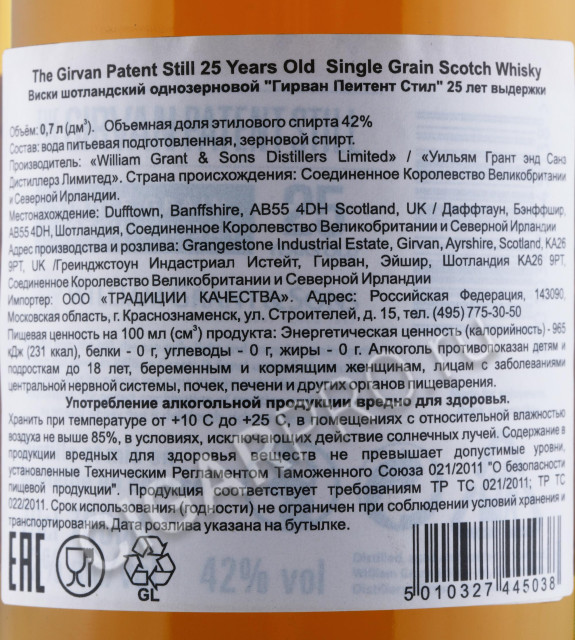 The Girvan Patent Still 25 Years Old Single Grain Scotch Whisky
Виски шотландский однозерновой "Гирван Пеитент Стил" 25 лет выдержки
Объём: 0,7 л (дм³). Объемная доля этилового спирта 42%
Состав: вода питьевая подготовленная, зерновой спирт.
Производитель: «William Grant & Sons Distillers Limited» / «Уильям Грант энд Санз
Дистиллерз Лимитед». Страна происхождения: Соединенное Королевство Великобритании
и Северной Ирландии.
Местонахождение: Dufftown, Banffshire, AB55 4DH Scotland, UK / Даффтаун, Бэнффшир,
AB55 4DH, Шотландия, Соединенное Королевство Великобритании и Северной Ирландии
Адрес производства и розлива: Grangestone Industrial Estate, Girvan, Ayrshire, Scotland, KA26
9PT, UK /Греинджстоун Индастриал Истейт, Гирван, Эйшир, Шотландия KA26 9PT,
Соединенное Королевство Великобритании и Северной Ирландии
Импортер: ООО «ТРАДИЦИИ КАЧЕСТВА». Адрес: Российская Федерация, 143090,
Московская область, г. Краснознаменск, ул. Строителей, д. 15, тел. (495) 775-30-50
Пищевая ценность на 100 мл (см³) продукта: Энергетическая ценность (калорийность) - 965
кДж (231 ккал), белки - 0 г, углеводы - 0 г, жиры - 0 г. Алкоголь противопоказан детям и
подросткам до 18 лет, беременным и кормящим женщинам, лицам с заболеваниями
центральной нервной системы, почек, печени и других органов пищеварения.
Употребление алкогольной продукции вредно для здоровья.
Хранить при температуре от +10 С до +25 С, в помещениях с относительной влажностью
воздуха не выше 85%, в условиях, исключающих действие солнечных лучей. Содержание в
продукции вредных для здоровья веществ не превышает допустимые уровни,
установленные Техническим Регламентом Таможенного Союза 021/2011 "О безопасности
пищевой продукции". Продукция соответствует требованиям ТР ТС 021/2011; ТР ТС
022/2011. Срок использования (годности) не ограничен при соблюдении условий хранения и
транспортирования. Дата розлива указана на бутылке.
EAC
GL
42% vol
Distilled
William Gr
Distiller
5 010327 445038
CIGARPRO.ru